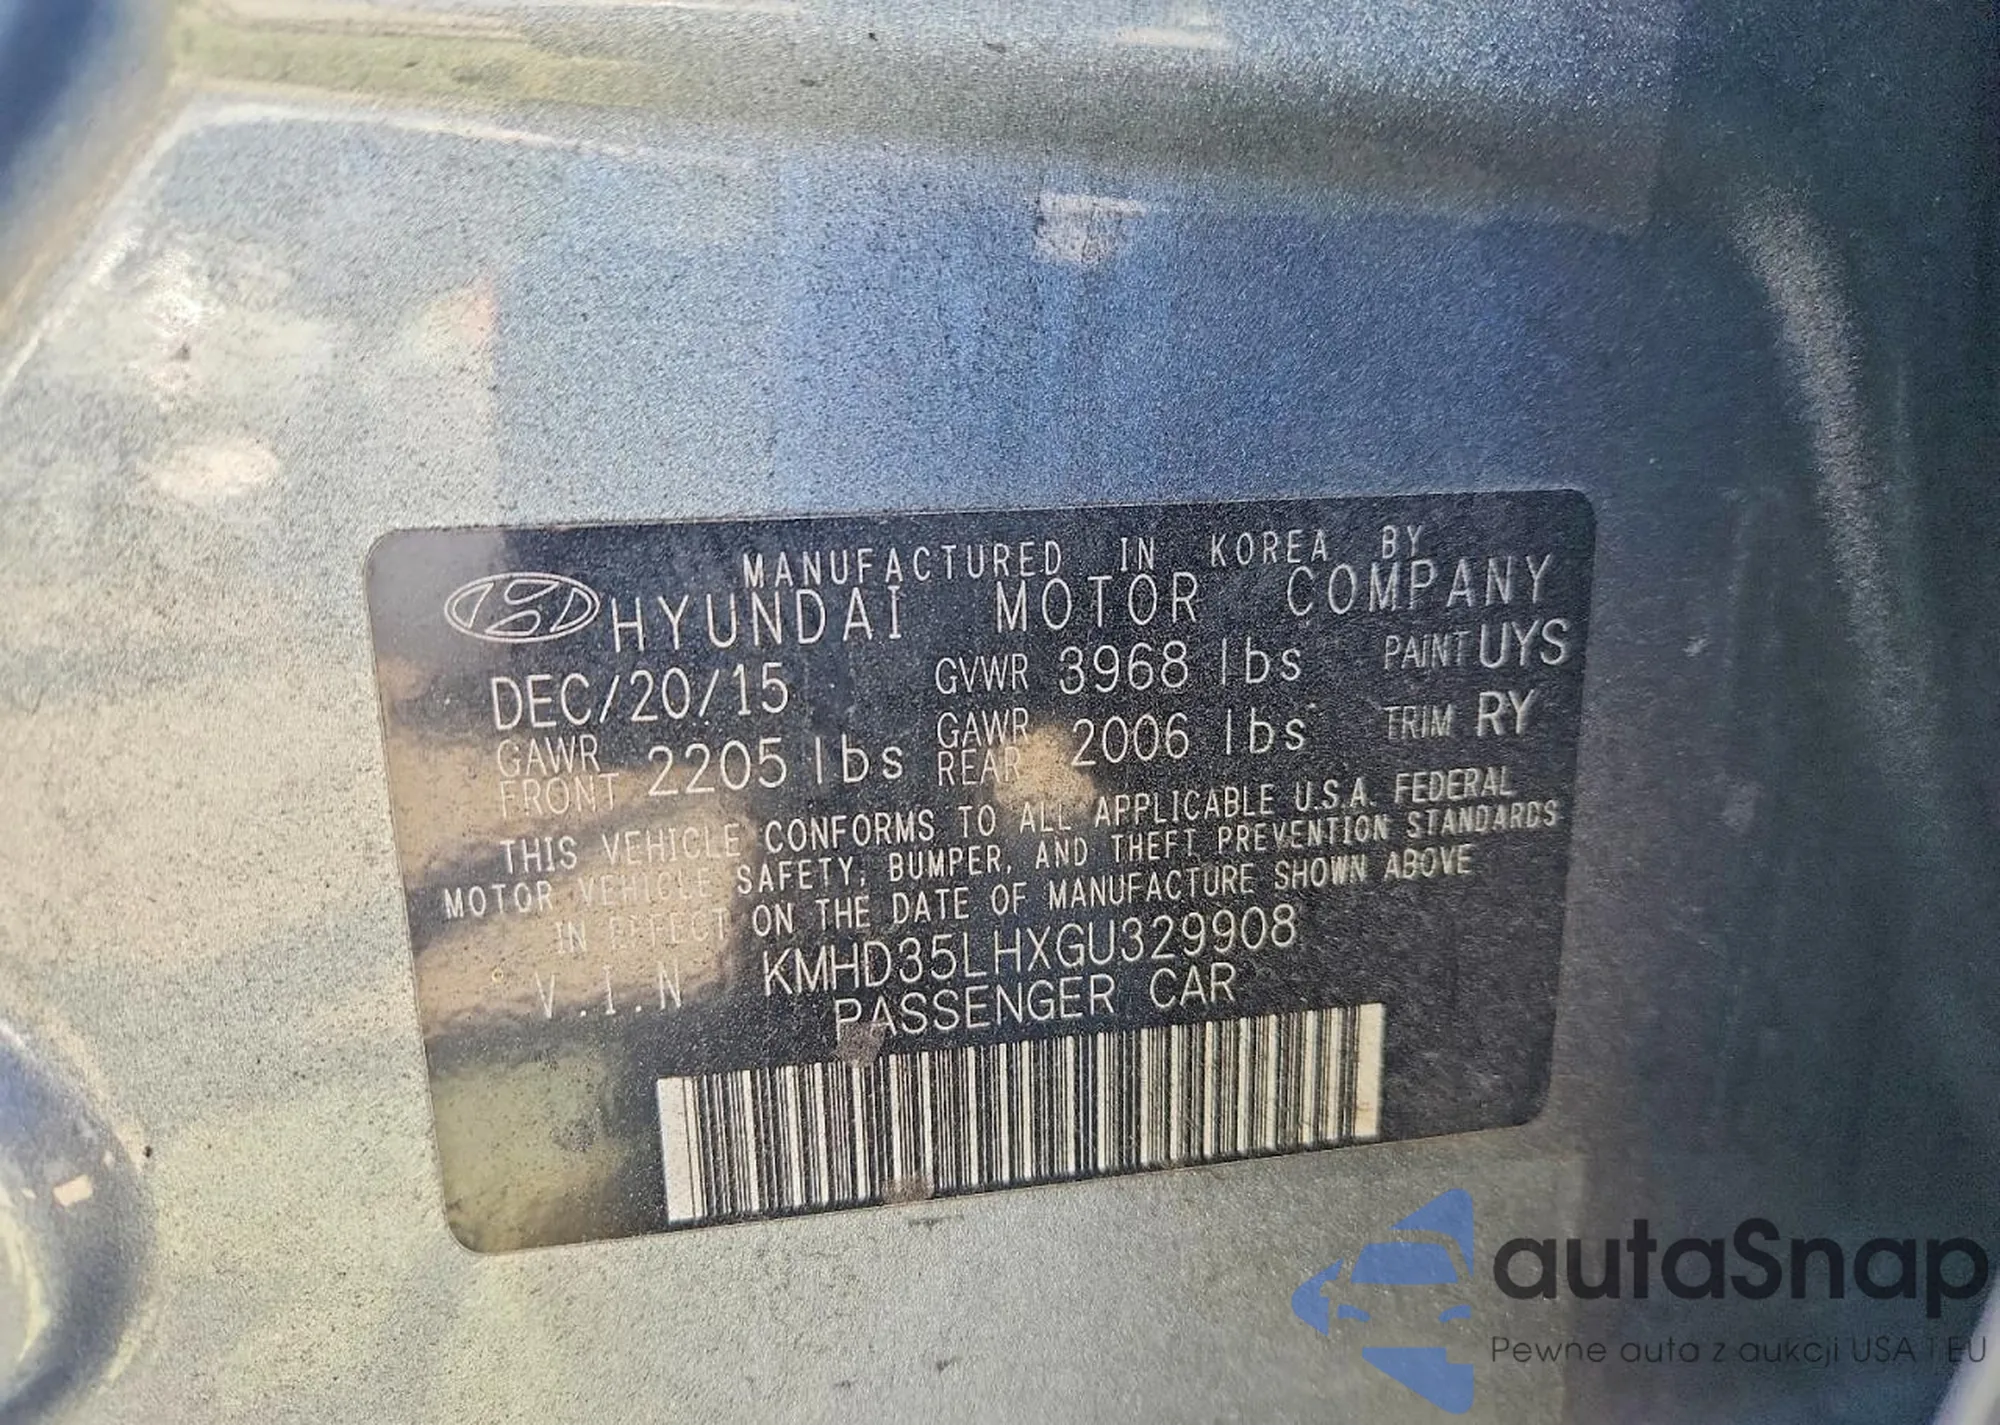 MANUFACTURED IN KOREA BY
HYUNDAI MOTOR COMPANY
DEC/20/15 GVWR 3968 lbs PAINT UYS
GAWR FRONT 2205 lbs GAWR REAR 2006 lbs TRIM RY
THIS VEHICLE CONFORMS TO ALL APPLICABLE U.S.A. FEDERAL
MOTOR VEHICLE SAFETY, BUMPER, AND THEFT PREVENTION STANDARDS
IN EFFECT ON THE DATE OF MANUFACTURE SHOWN ABOVE
V.I.N KMHD35LHXGU329908
PASSENGER CAR
autaSnap
Pewne auta z aukcji USA i EU